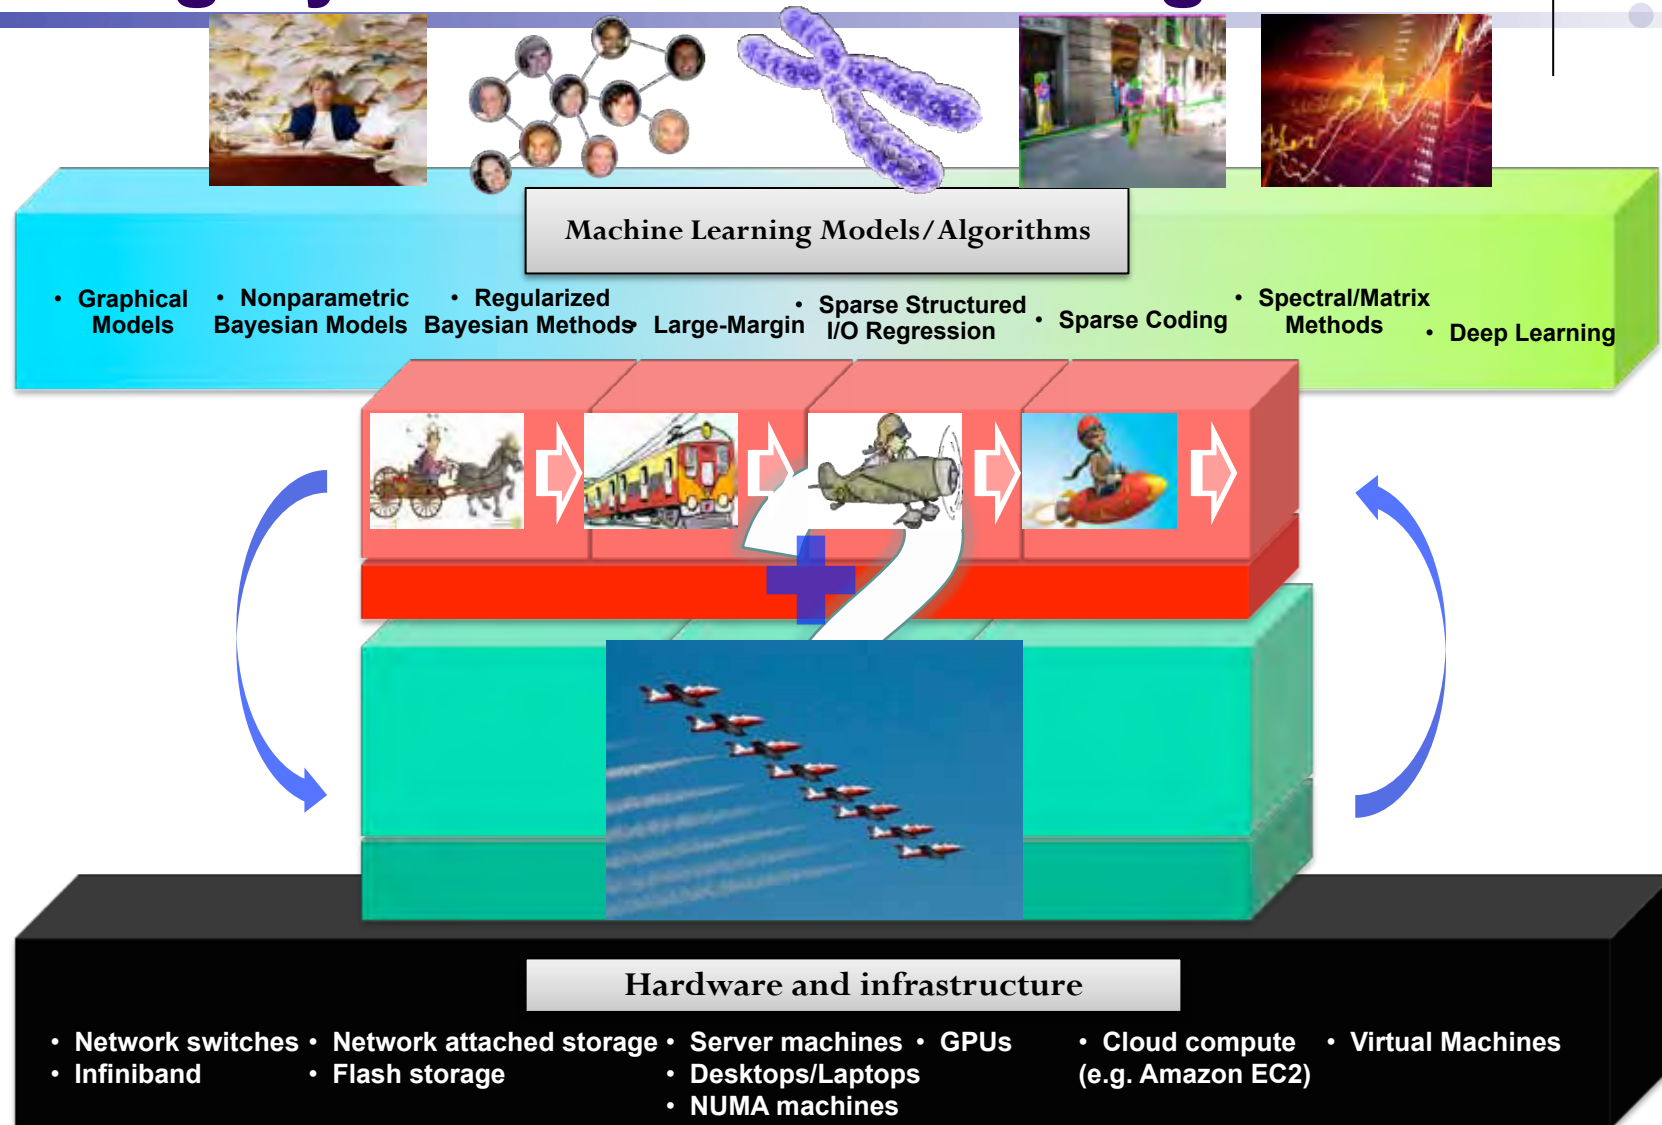 Machine Learning Models/Algorithms
• Graphical
Models
• Nonparametric
Bayesian Models
• Regularized
Bayesian Methods
• Large-Margin
• Sparse Structured
I/O Regression
• Sparse Coding
• Spectral/Matrix
Methods
• Deep Learning
?
+
Hardware and infrastructure
• Network switches
• Infiniband
• Network attached storage
• Flash storage
• Server machines
• Desktops/Laptops
• NUMA machines
• GPUs
• Cloud compute
(e.g. Amazon EC2)
• Virtual Machines